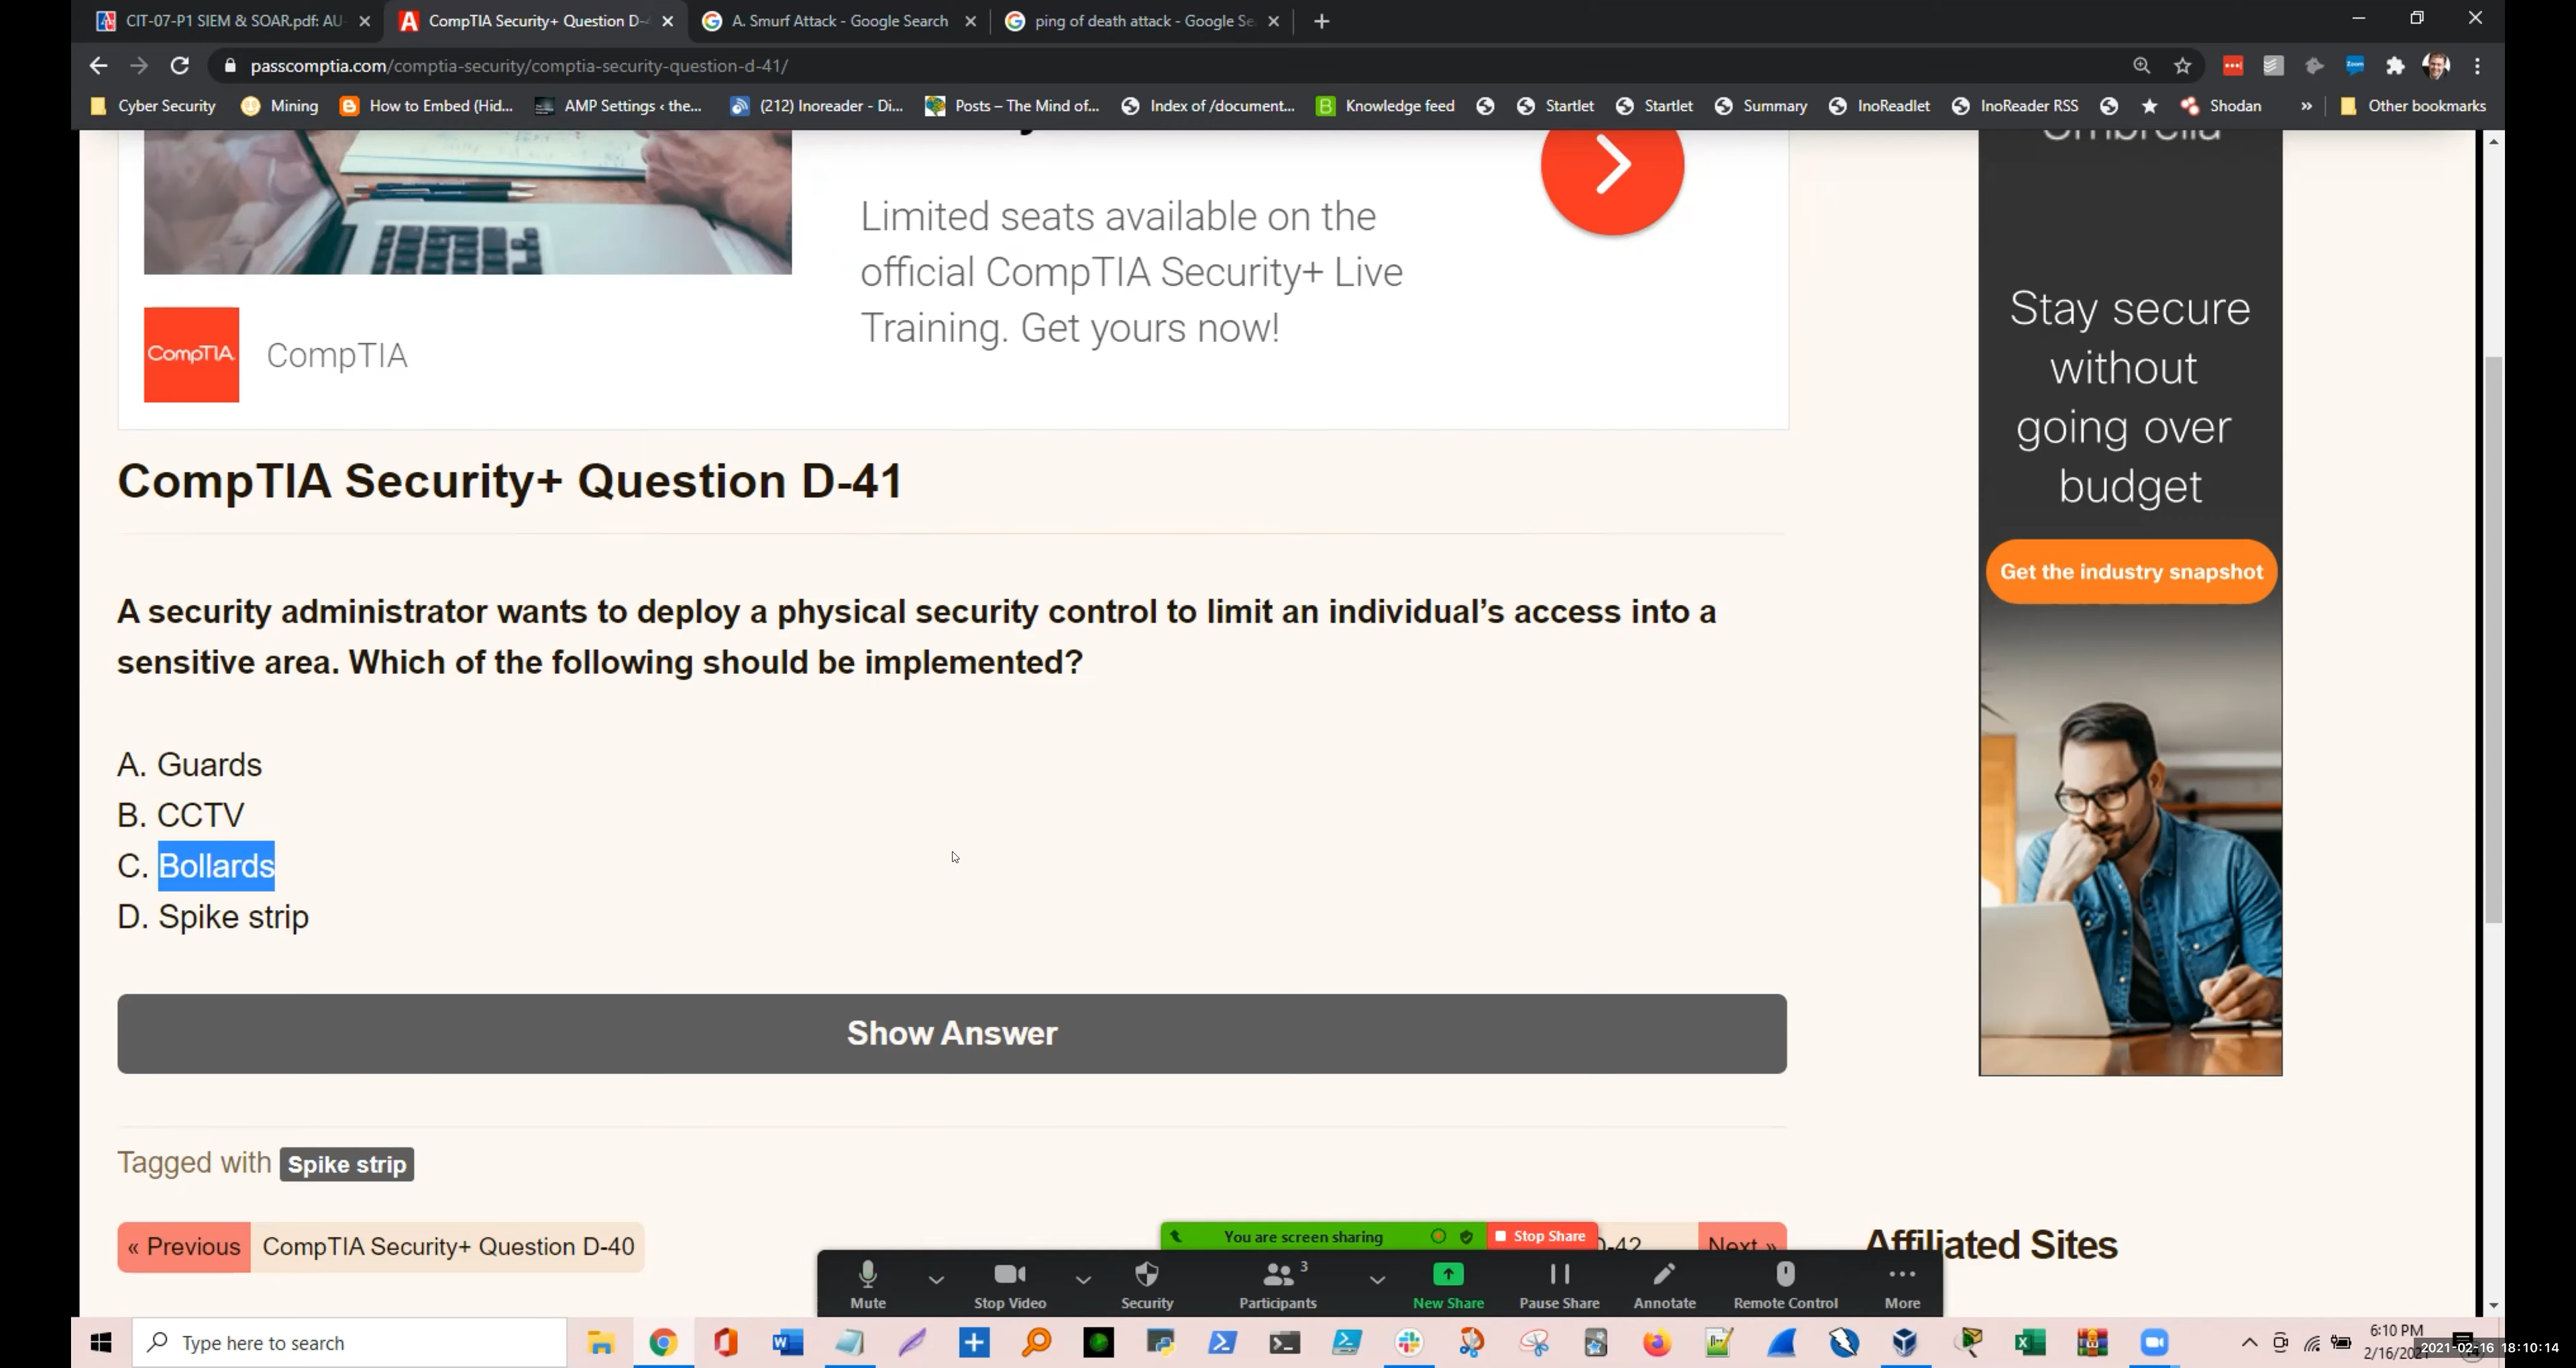 CIT-07-P1 SIEM & SOAR.pdf: AU-
CompTIA Security+ Question D-4
A. Smurf Attack - Google Search
ping of death attack - Google Se
passcomptia.com/comptia-security/comptia-security-question-d-41/
Cyber Security
Mining
How to Embed (Hid...
AMP Settings ‹ the...
(212) Inoreader - Di...
Posts – The Mind of...
Index of /document...
Knowledge feed
Startlet
Startlet
Summary
InoReadlet
InoReader RSS
Shodan
»
Other bookmarks
Umbrella
Limited seats available on the
official CompTIA Security+ Live
Training. Get yours now!
CompTIA.
CompTIA
Stay secure
without
going over
budget
Get the industry snapshot
CompTIA Security+ Question D-41
A security administrator wants to deploy a physical security control to limit an individual’s access into a
sensitive area. Which of the following should be implemented?
A. Guards
B. CCTV
C. Bollards
D. Spike strip
Show Answer
Tagged with Spike strip
« Previous CompTIA Security+ Question D-40
You are screen sharing
Stop Share
D-42
Next »
Affiliated Sites
Mute
Stop Video
Security
3
Participants
New Share
Pause Share
Annotate
Remote Control
More
Type here to search
6:10 PM
2/16/202
2021-02-16 18:10:14